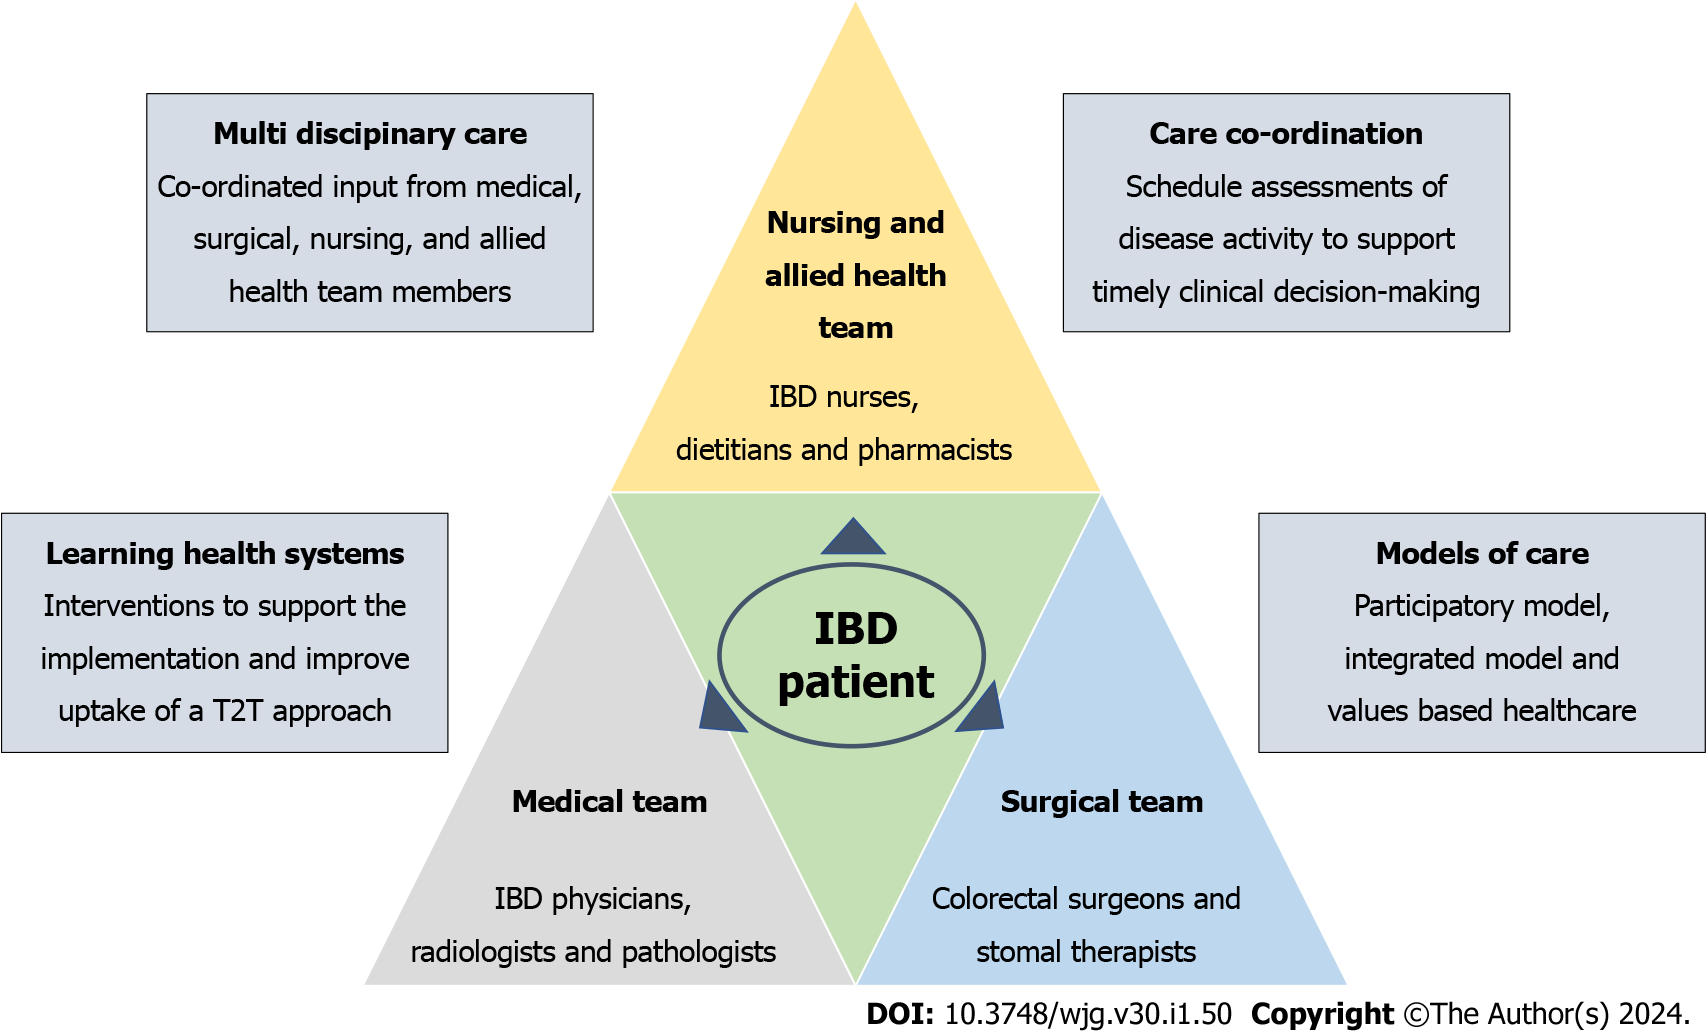 Multi discipinary care
Co-ordinated input from medical,
surgical, nursing, and allied
health team members
Care co-ordination
Schedule assessments of
disease activity to support
timely clinical decision-making
Nursing and
allied health
team
IBD nurses,
dietitians and pharmacists
Learning health systems
Interventions to support the
implementation and improve
uptake of a T2T approach
IBD
patient
Models of care
Participatory model,
integrated model and
values based healthcare
Medical team
IBD physicians,
radiologists and pathologists
Surgical team
Colorectal surgeons and
stomal therapists
DOI: 10.3748/wjg.v30.i1.50 Copyright ©The Author(s) 2024.